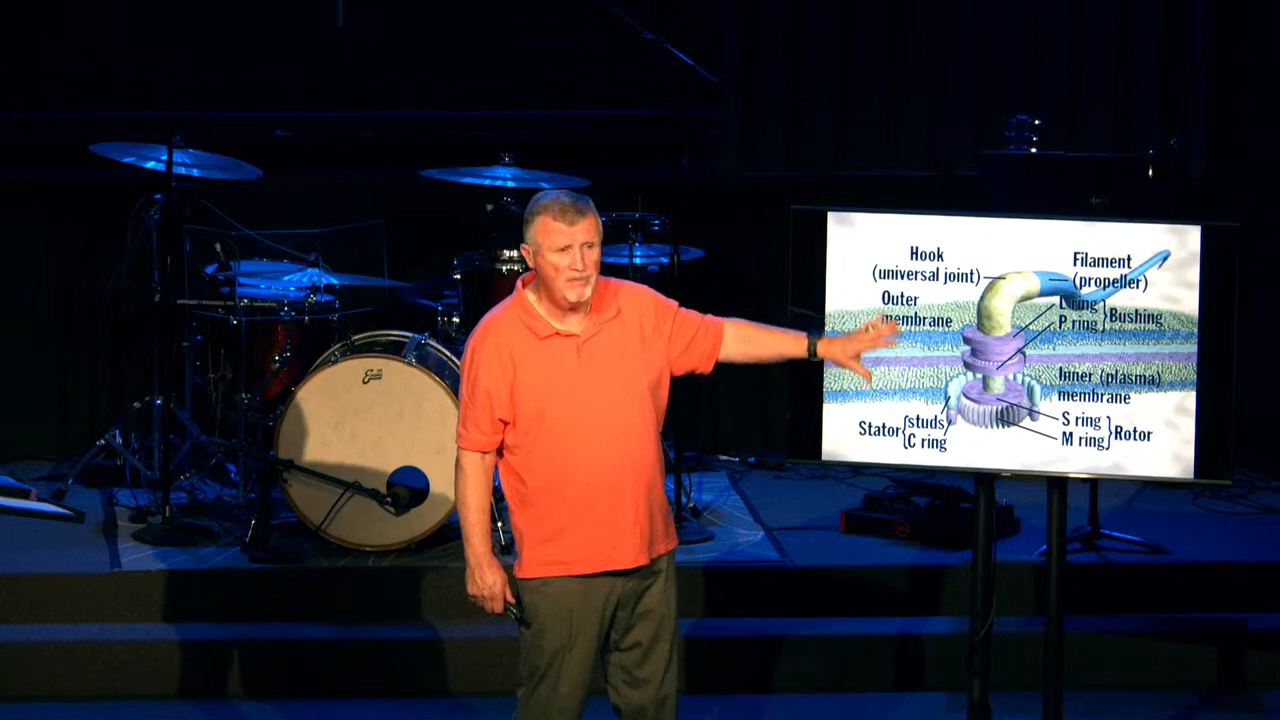 Hook
(universal joint)
Filament
(propeller)
Outer
membrane
L ring
P ring
Bushing
Inner (plasma)
membrane
Stator
studs
C ring
S ring
M ring
Rotor
Evans